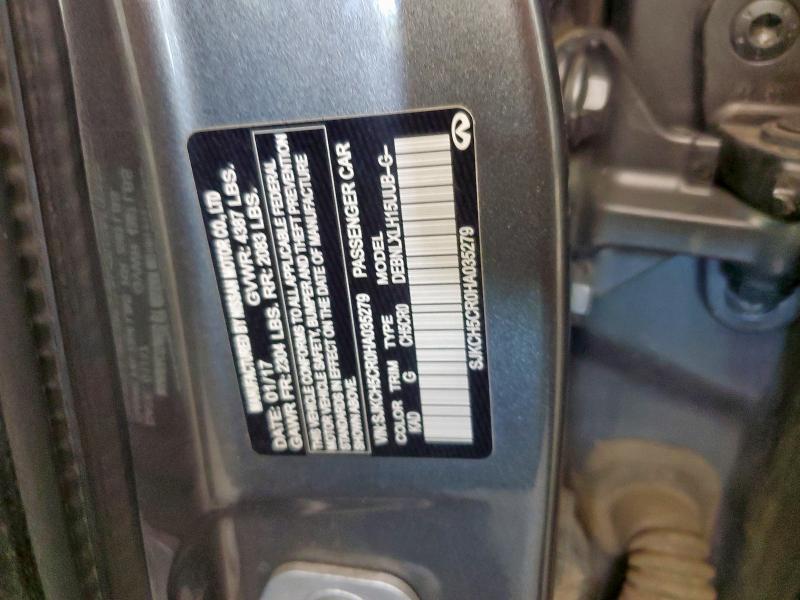 MANUFACTURED BY NISSAN MOTOR CO., LTD
DATE: 01/17 GVWR: 4387 LBS.
GAWR FR: 2304 LBS. RR: 2083 LBS.
THIS VEHICLE CONFORMS TO ALL APPLICABLE FEDERAL
MOTOR VEHICLE SAFETY, BUMPER AND THEFT PREVENTION
STANDARDS IN EFFECT ON THE DATE OF MANUFACTURE
SHOWN ABOVE.
VIN:SJKCH5CR0HA035279 PASSENGER CAR
COLOR TRIM TYPE MODEL
KAD G CH5CR0 DEBNLXLH15UUB-G-
SJKCH5CR0HA035279